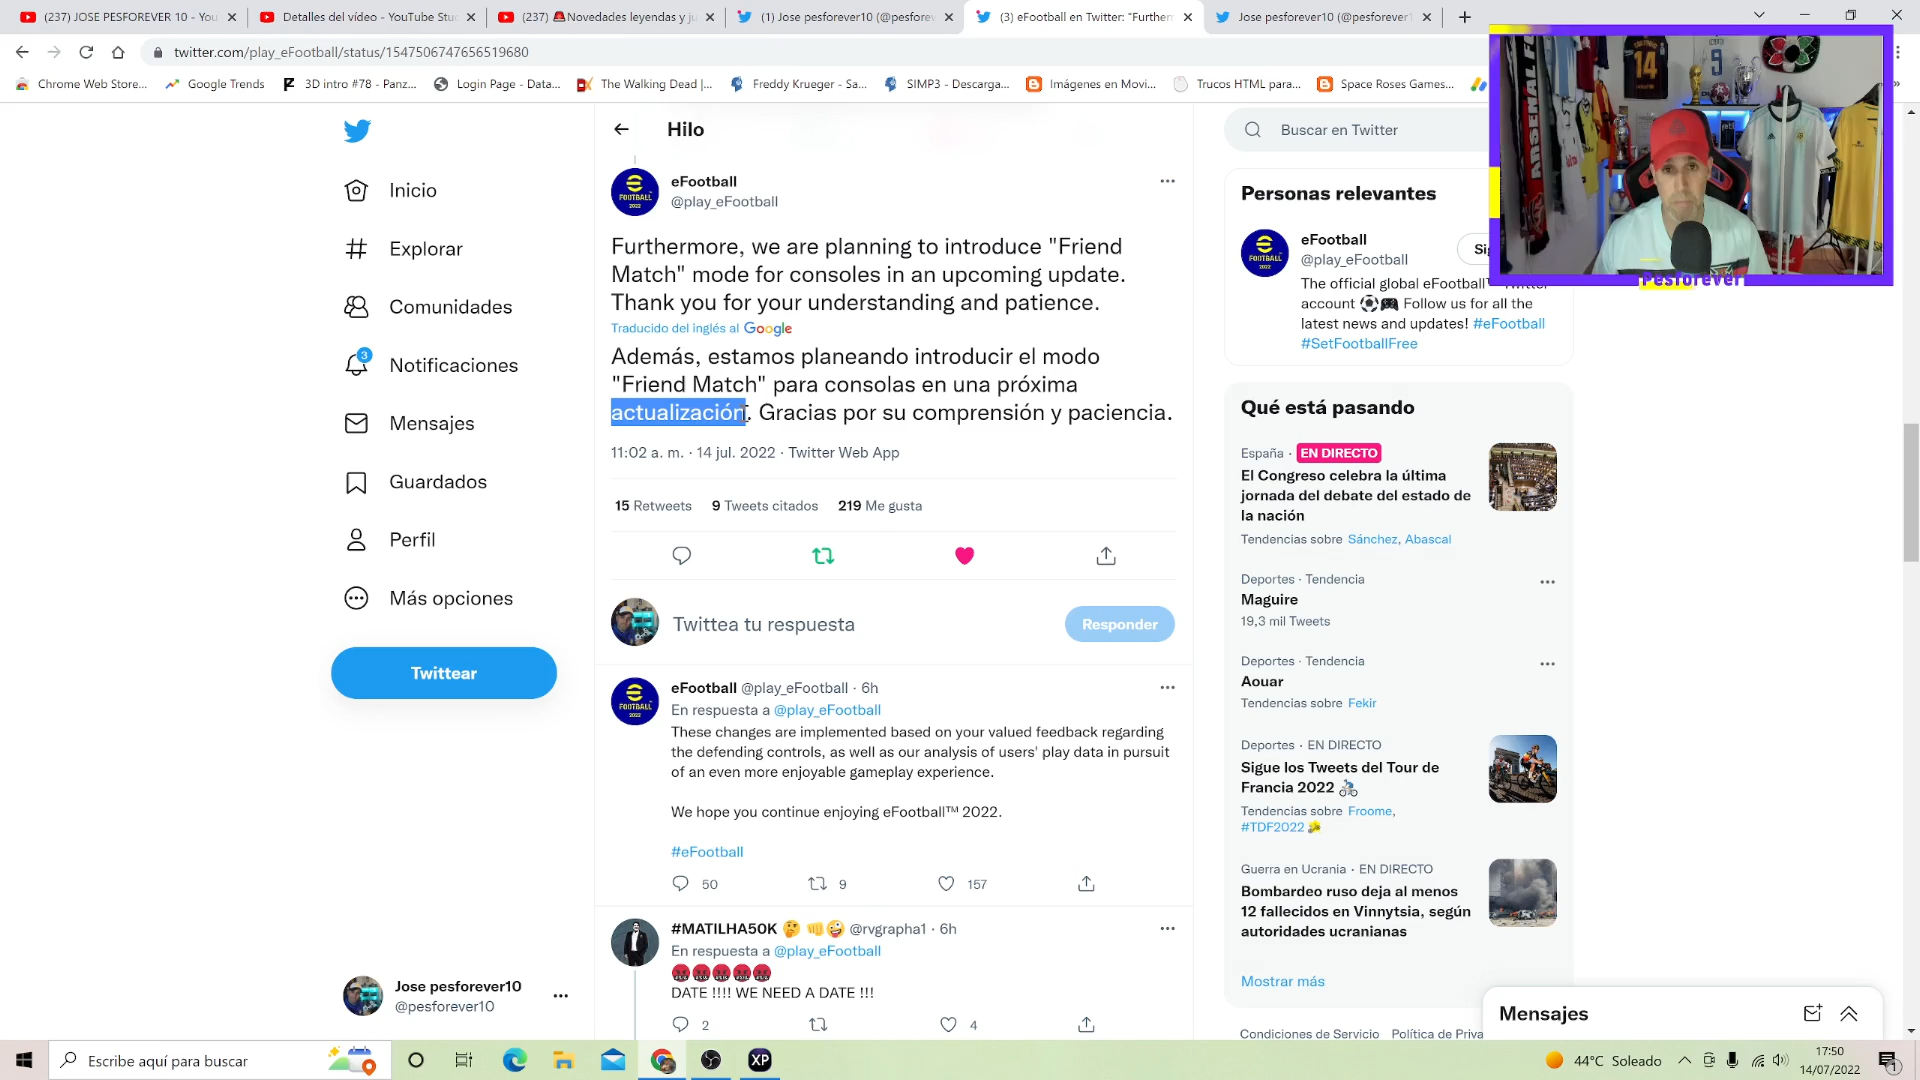 (237) JOSE PESFOREVER 10 - You
Detalles del vídeo - YouTube Stu
(237) 🚨Novedades leyendas y ju
(1) Jose pesforever10 (@pesforev
(3) eFootball en Twitter: "Furtherm
Jose pesforever10 (@pesforever1
twitter.com/play_eFootball/status/1547506747656519680
Chrome Web Store...
Google Trends
3D intro #78 - Panz...
Login Page - Data...
The Walking Dead |...
Freddy Krueger - Sa...
SIMP3 - Descarga...
Imágenes en Movi...
Trucos HTML para...
Space Roses Games...
Inicio
Explorar
Comunidades
3
Notificaciones
Mensajes
Guardados
Perfil
Más opciones
Twittear
Jose pesforever10
@pesforever10
Hilo
eFootball
@play_eFootball
Furthermore, we are planning to introduce "Friend
Match" mode for consoles in an upcoming update.
Thank you for your understanding and patience.
Traducido del inglés al Google
Además, estamos planeando introducir el modo
"Friend Match" para consolas en una próxima
actualización. Gracias por su comprensión y paciencia.
11:02 a. m. · 14 jul. 2022 · Twitter Web App
15 Retweets 9 Tweets citados 219 Me gusta
Twittea tu respuesta
Responder
eFootball @play_eFootball · 6h
En respuesta a @play_eFootball
These changes are implemented based on your valued feedback regarding
the defending controls, as well as our analysis of users' play data in pursuit
of an even more enjoyable gameplay experience.
We hope you continue enjoying eFootball™ 2022.
#eFootball
50 9 157
#MATILHA50K 🤔 👊🤪 @rvgrapha1 · 6h
En respuesta a @play_eFootball
🤬🤬🤬🤬🤬
DATE !!!! WE NEED A DATE !!!
2 4
Buscar en Twitter
Personas relevantes
eFootball
@play_eFootball
The official global eFootball™ Twitter
account ⚽🎮 Follow us for all the
latest news and updates! #eFootball
#SetFootballFree
Pesforever
Qué está pasando
España · EN DIRECTO
El Congreso celebra la última
jornada del debate del estado de
la nación
Tendencias sobre Sánchez, Abascal
Deportes · Tendencia
Maguire
19,3 mil Tweets
Deportes · Tendencia
Aouar
Tendencias sobre Fekir
Deportes · EN DIRECTO
Sigue los Tweets del Tour de
Francia 2022 🚴
Tendencias sobre Froome,
#TDF2022
Guerra en Ucrania · EN DIRECTO
Bombardeo ruso deja al menos
12 fallecidos en Vinnytsia, según
autoridades ucranianas
Mostrar más
Condiciones de Servicio Política de Priva
Mensajes
Escribe aquí para buscar
XP
44°C Soleado
17:50
14/07/2022
1